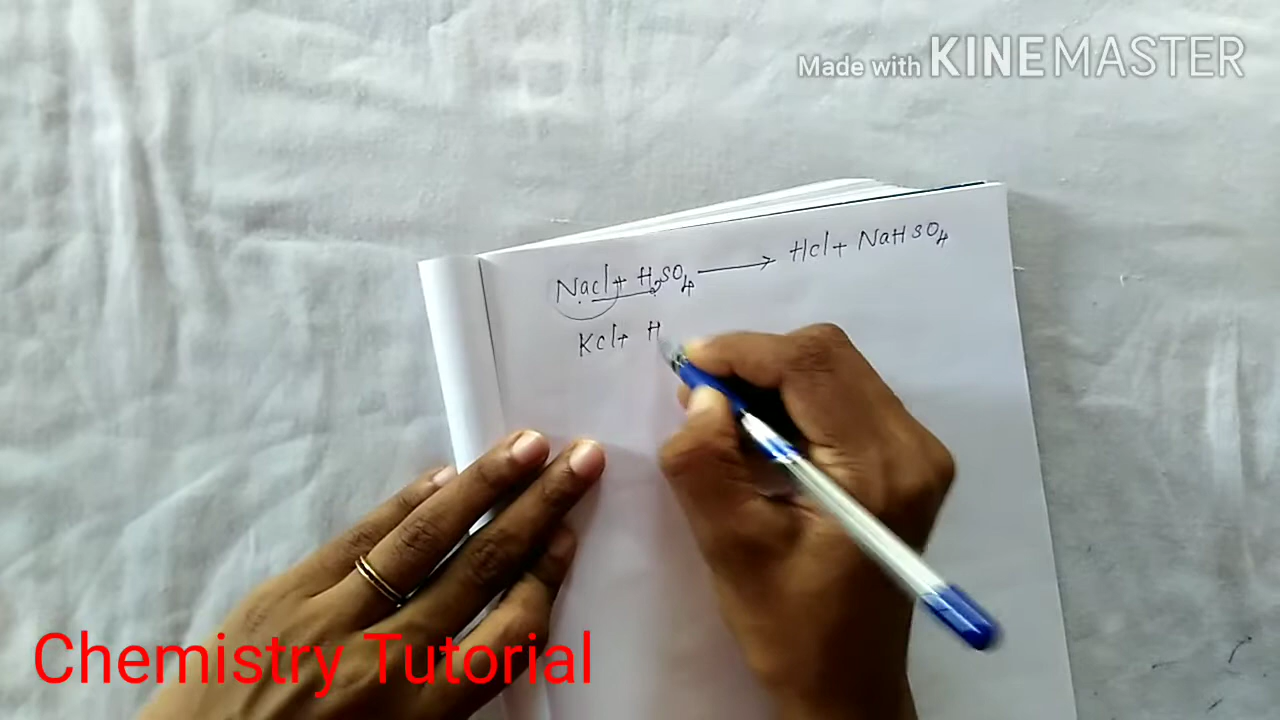 Made with KINEMASTER
Nacl + H2SO4 ⟶ Hcl + NaHSO4
Kcl + H
Chemistry Tutorial